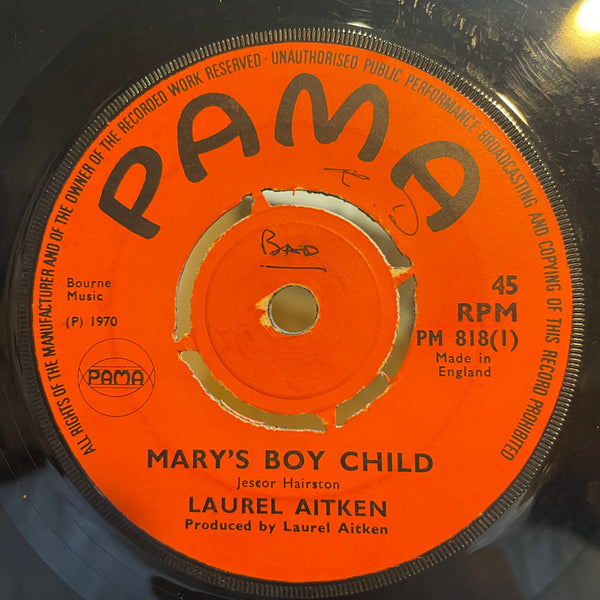 ALL RIGHTS OF THE MANUFACTURER AND OF THE OWNER OF THE RECORDED WORK RESERVED · UNAUTHORISED PUBLIC PERFORMANCE BROADCASTING AND COPYING OF THIS RECORD PROHIBITED
PAMA
BAD
Bourne
Music
(P) 1970
PAMA
45
RPM
PM 818(1)
Made in
England
MARY'S BOY CHILD
Jescor Hairston
LAUREL AITKEN
Produced by Laurel Aitken